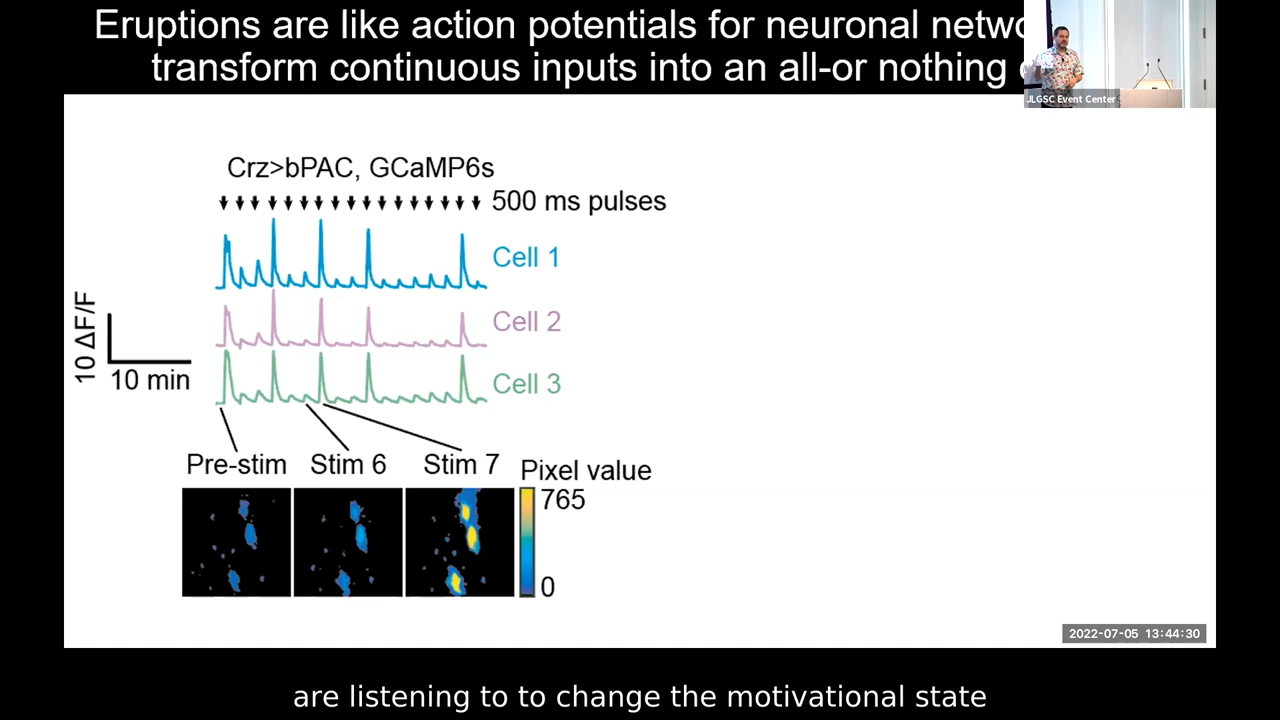 Eruptions are like action potentials for neuronal
transform continuous inputs into an all-or nothing
JLGSC Event Center
Crz>bPAC, GCaMP6s
500 ms pulses
Cell 1
Cell 2
Cell 3
10 ΔF/F
10 min
Pre-stim
Stim 6
Stim 7
Pixel value
765
0
2022-07-05 13:44:30
are listening to to change the motivational state